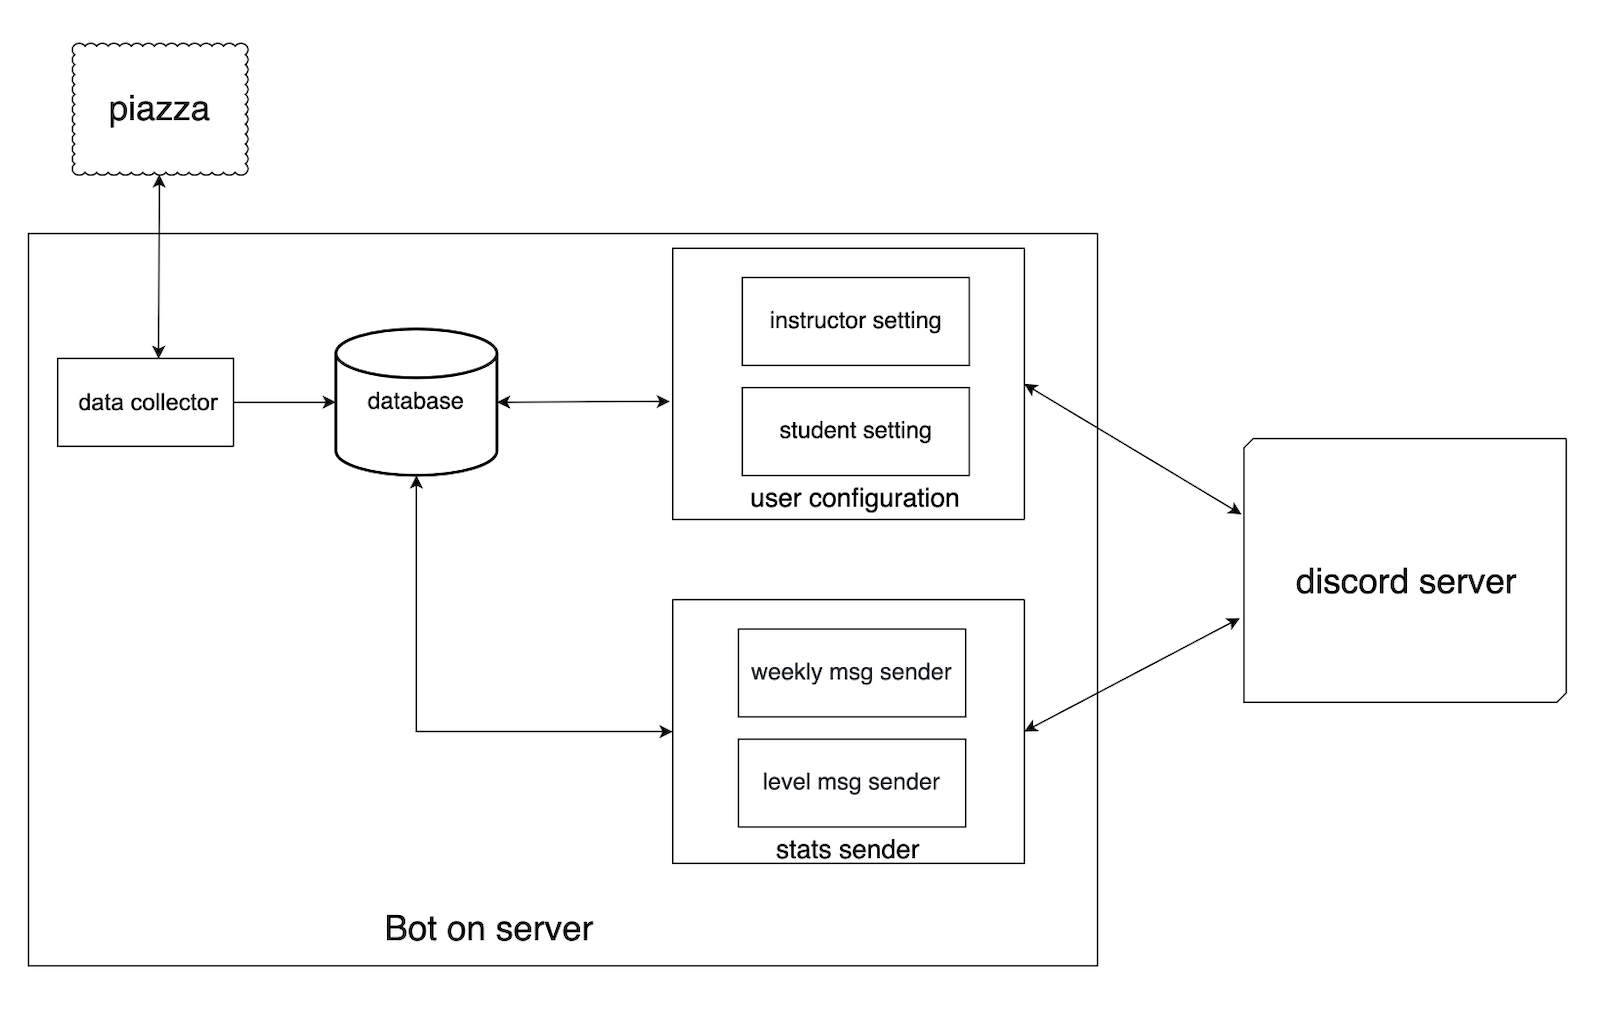 piazza
data collector
database
instructor setting
student setting
user configuration
discord server
weekly msg sender
level msg sender
stats sender
Bot on server